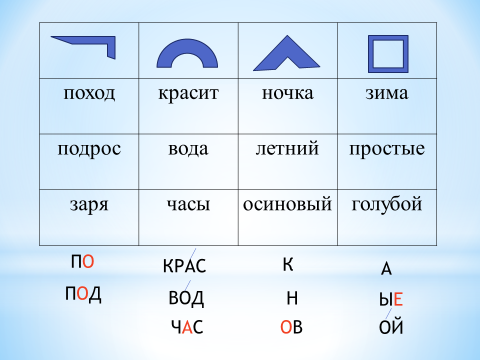 поход красит ночка зима
подрос вода летний простые
заря часы осиновый голубой
ПО КРАС К А
ПОД ВОД Н ЫЕ
ЧАС ОВ ОЙ